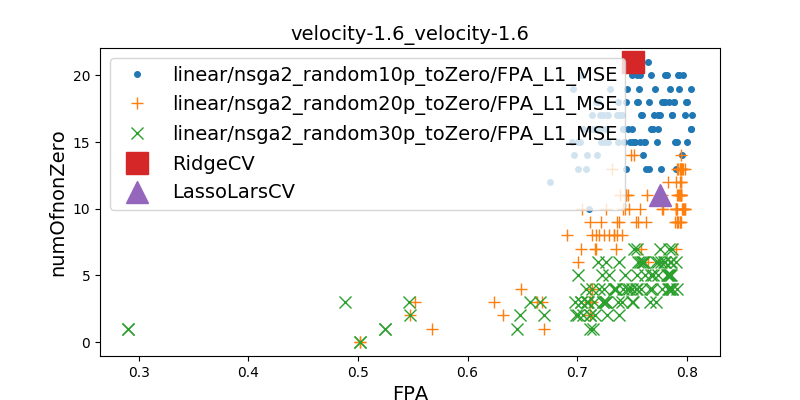 velocity-1.6_velocity-1.6
linear/nsga2_random10p_toZero/FPA_L1_MSE
linear/nsga2_random20p_toZero/FPA_L1_MSE
linear/nsga2_random30p_toZero/FPA_L1_MSE
RidgeCV
LassoLarsCV
numOfnonZero
20
15
10
5
0
0.3 0.4 0.5 0.6 0.7 0.8
FPA